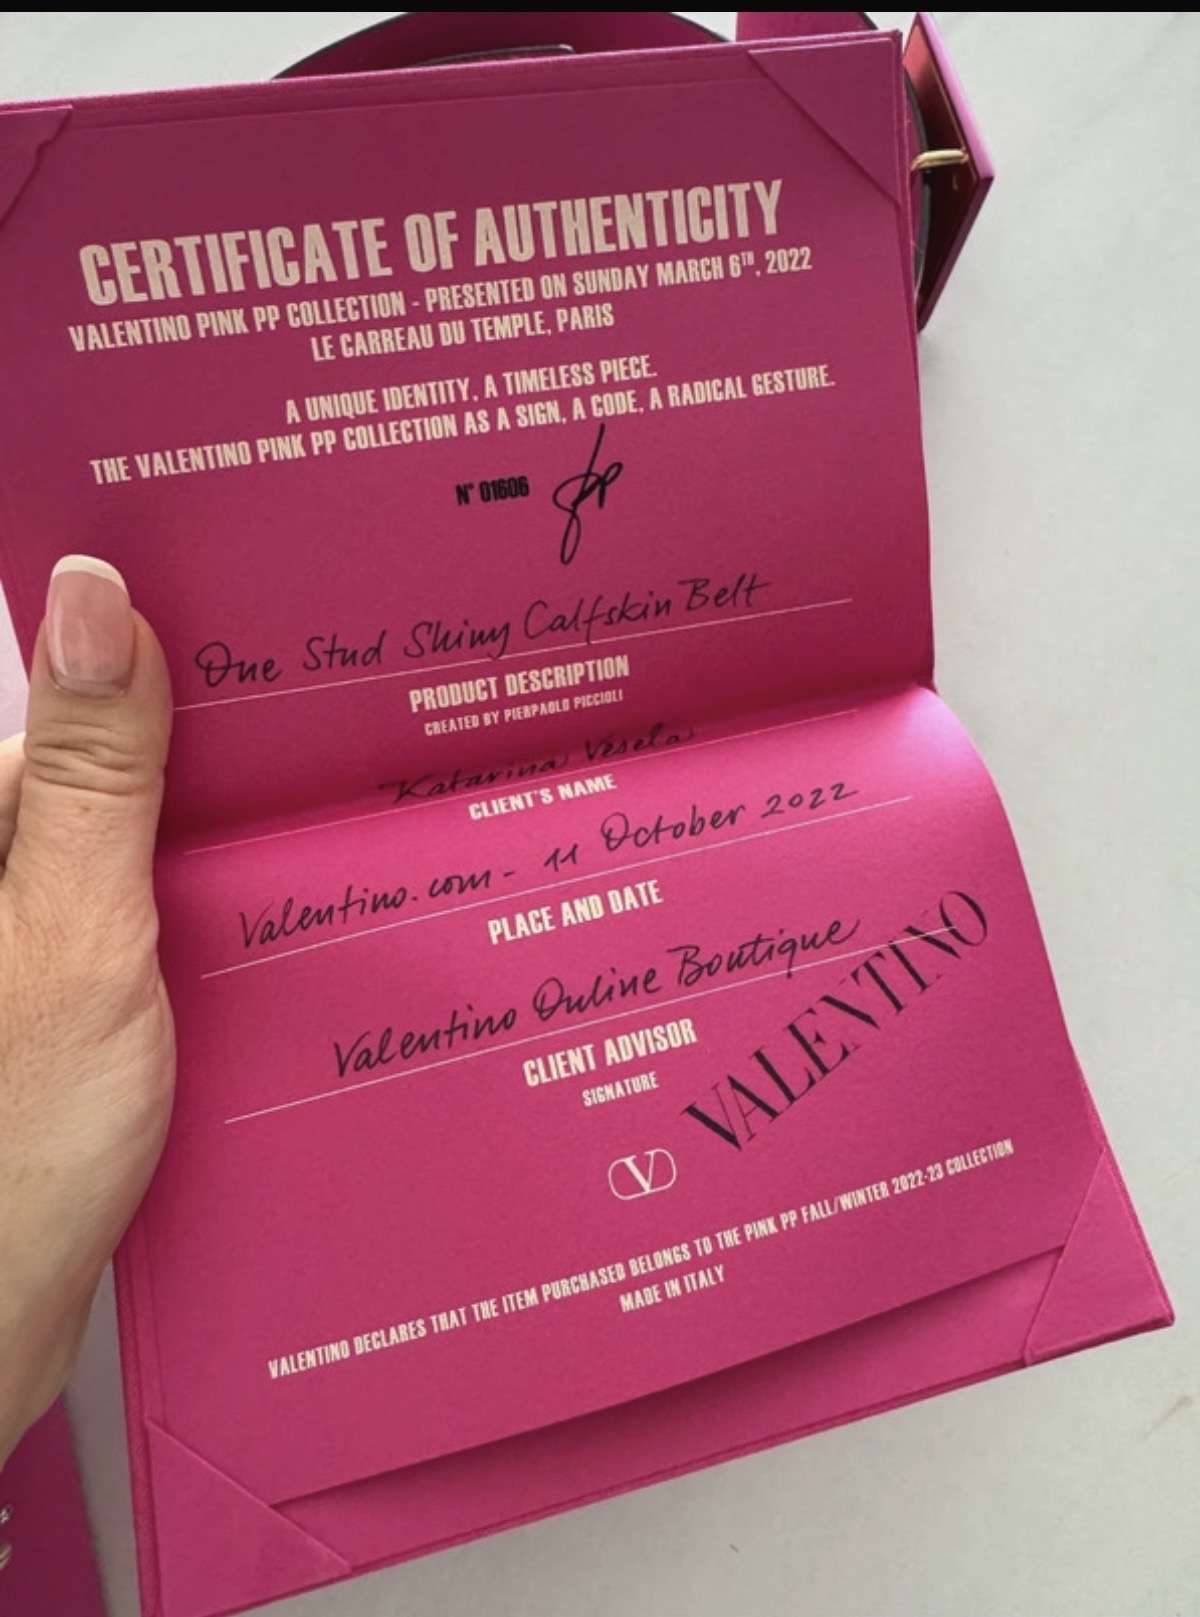 CERTIFICATE OF AUTHENTICITY
VALENTINO PINK PP COLLECTION - PRESENTED ON SUNDAY MARCH 6TH, 2022
LE CARREAU DU TEMPLE, PARIS
A UNIQUE IDENTITY, A TIMELESS PIECE.
THE VALENTINO PINK PP COLLECTION AS A SIGN, A CODE, A RADICAL GESTURE.
N° 01606
One Stud Shiny Calfskin Belt
PRODUCT DESCRIPTION
CREATED BY PIERPAOLO PICCIOLI
Katarina Vesela
CLIENT'S NAME
Valentino.com - 11 October 2022
PLACE AND DATE
Valentino Online Boutique
CLIENT ADVISOR
SIGNATURE
VALENTINO
V
VALENTINO DECLARES THAT THE ITEM PURCHASED BELONGS TO THE PINK PP FALL/WINTER 2022-23 COLLECTION
MADE IN ITALY